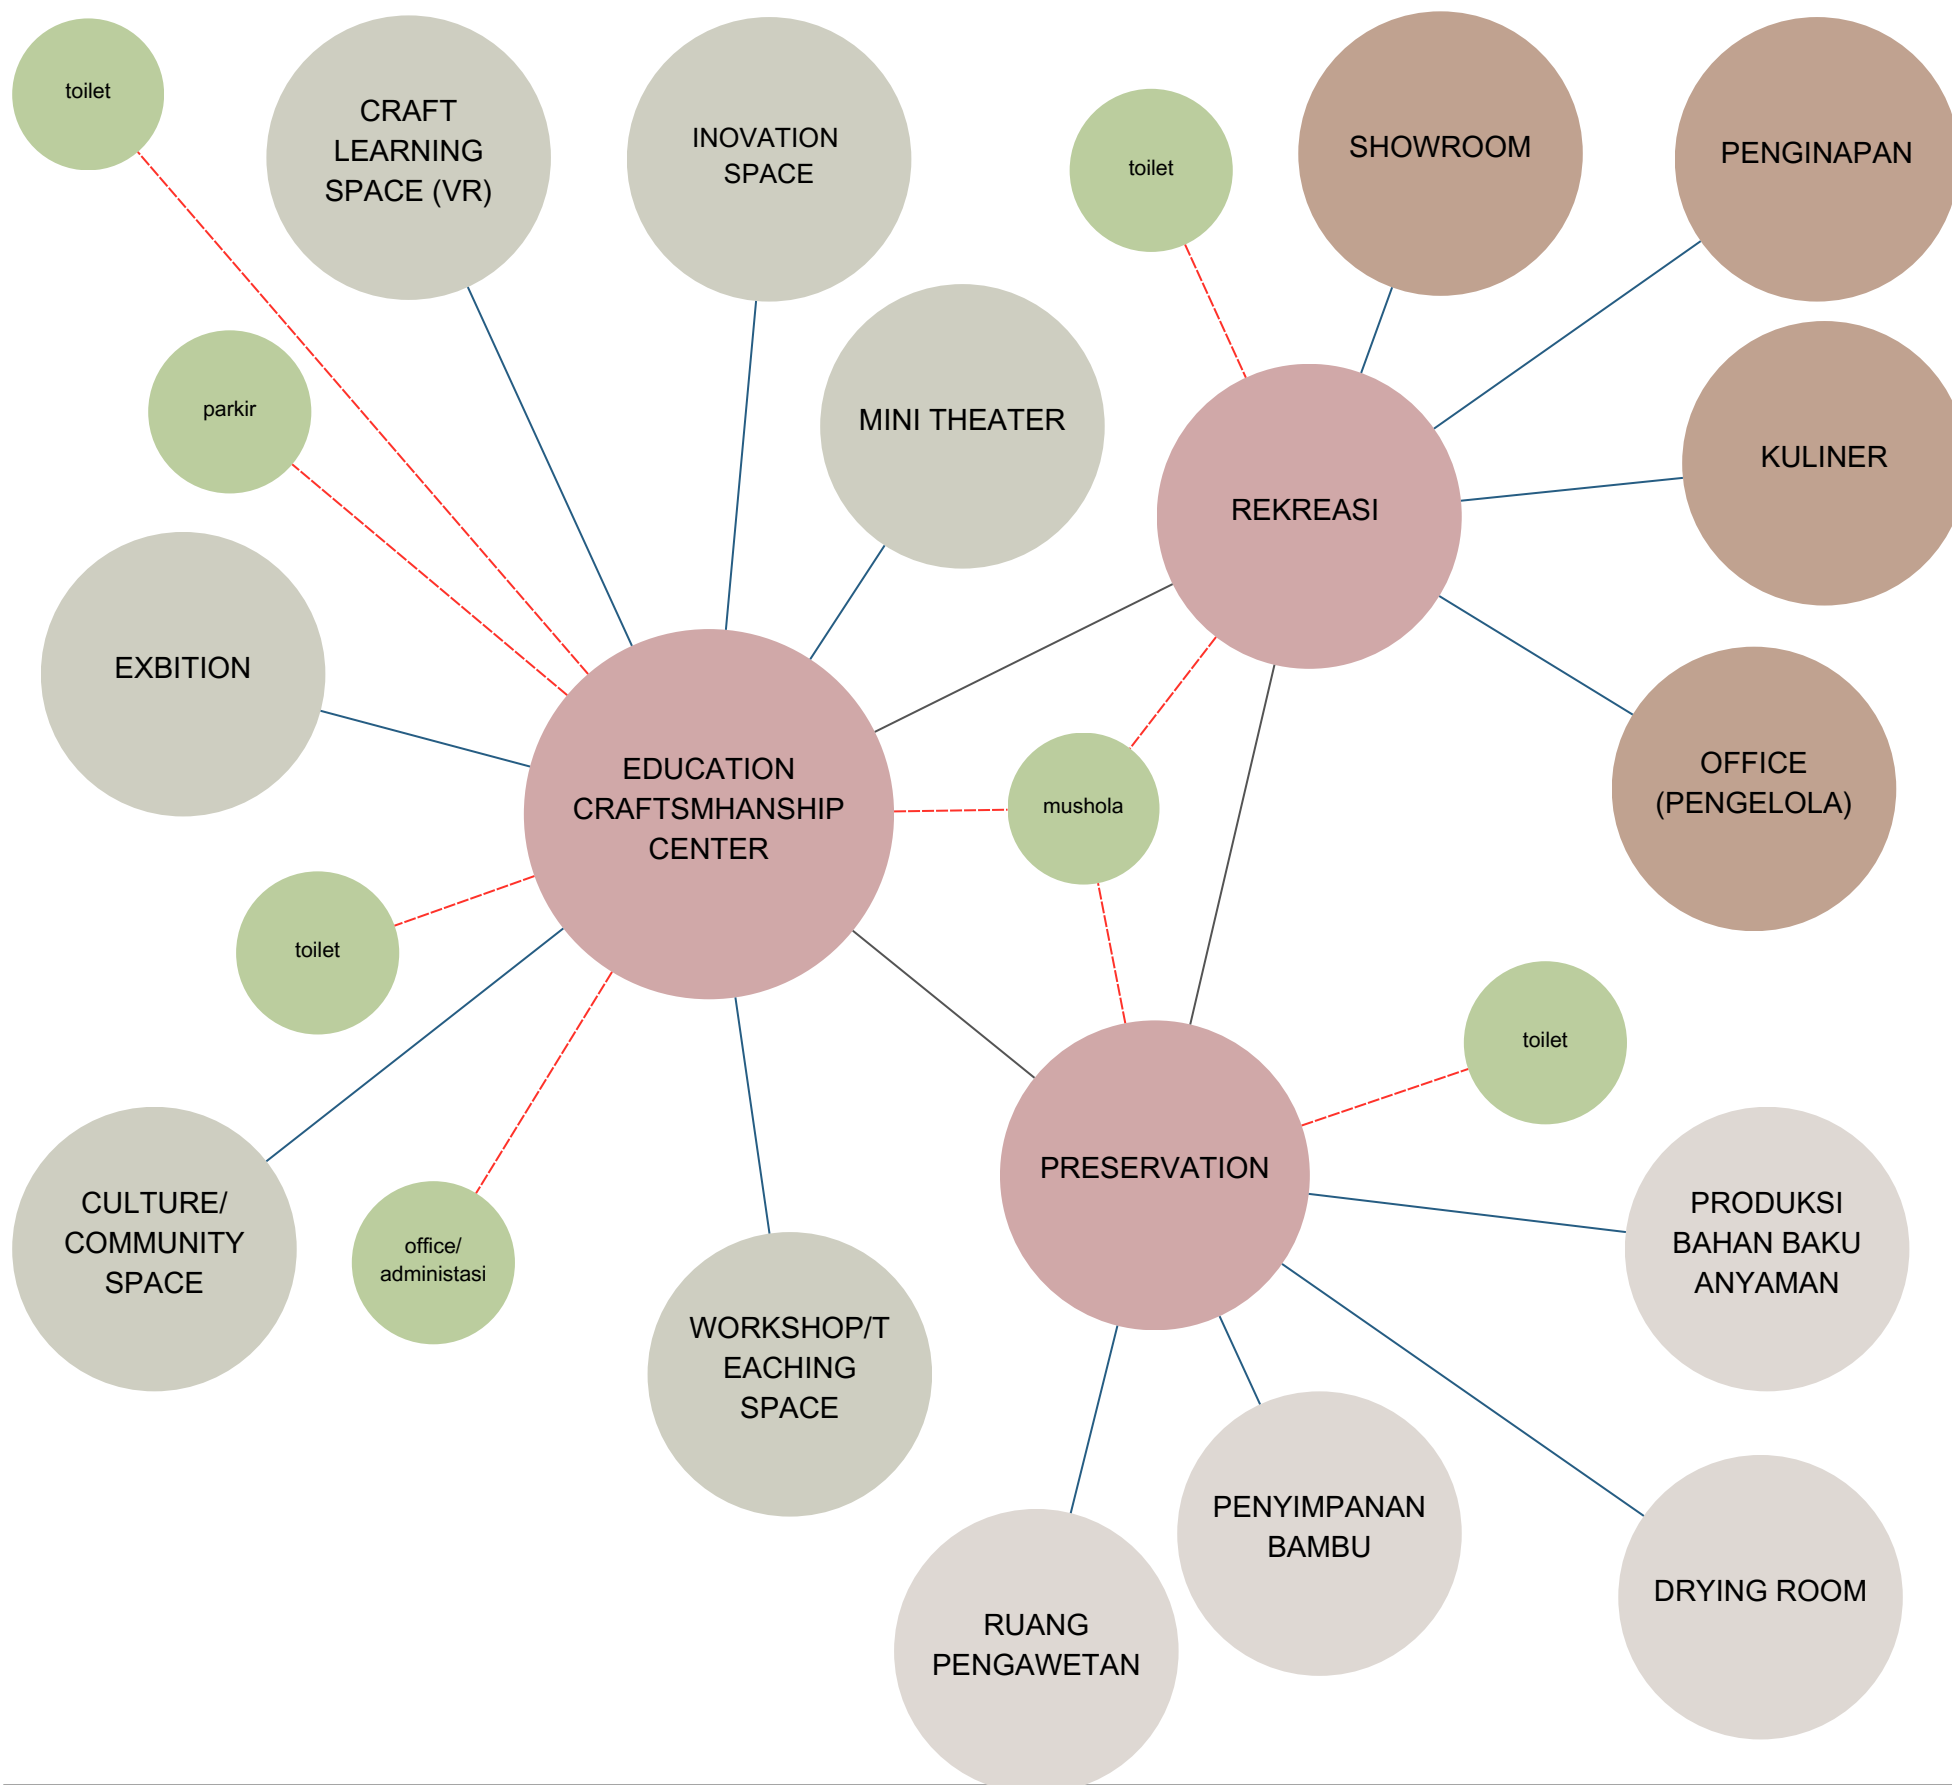 toilet
CRAFT
LEARNING
SPACE (VR)
INOVATION
SPACE
toilet
SHOWROOM
PENGINAPAN
parkir
MINI THEATER
KULINER
REKREASI
EXBITION
EDUCATION
CRAFTSMHANSHIP
CENTER
mushola
OFFICE
(PENGELOLA)
toilet
toilet
PRESERVATION
CULTURE/
COMMUNITY
SPACE
office/
administasi
PRODUKSI
BAHAN BAKU
ANYAMAN
WORKSHOP/T
EACHING
SPACE
PENYIMPANAN
BAMBU
DRYING ROOM
RUANG
PENGAWETAN